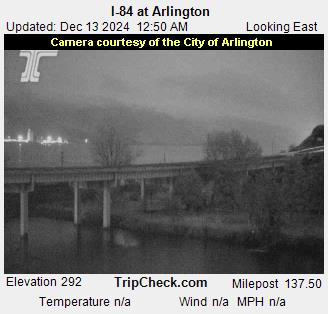 I-84 at Arlington
Updated: Dec 13 2024 12:50 AM Looking East
Camera courtesy of the City of Arlington
Elevation 292 TripCheck.com Milepost 137.50
Temperature n/a Wind n/a MPH n/a